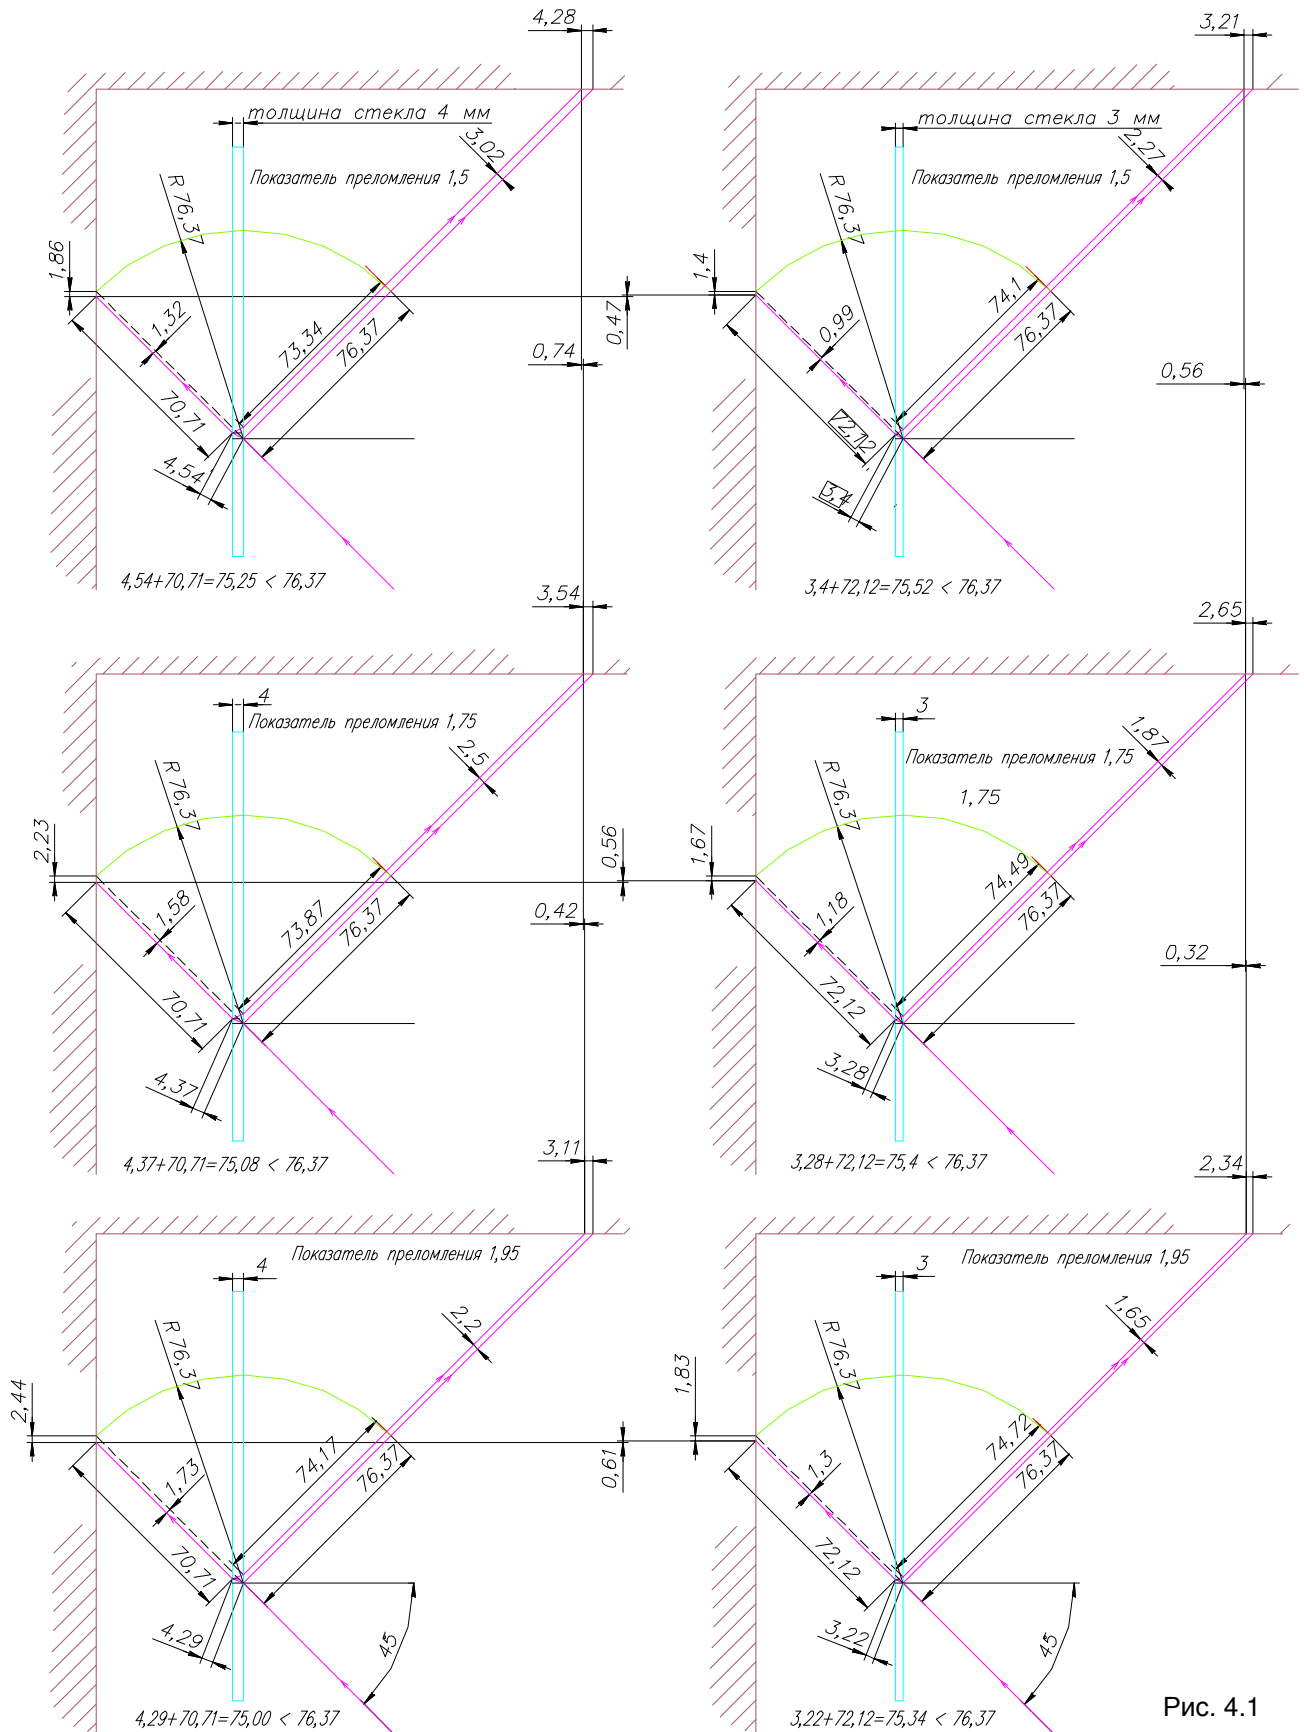 4,28
3,21
толщина стекла 4 мм
толщина стекла 3 мм
3,02
2,27
Показатель преломления 1,5
Показатель преломления 1,5
R 76,37
R 76,37
1,86
1,4
0,47
1,32
0,99
73,34
74,1
76,37
76,37
0,74
0,56
70,71
72,12
4,54
3,4
4,54+70,71=75,25 < 76,37
3,4+72,12=75,52 < 76,37
3,54
2,65
4
3
Показатель преломления 1,75
Показатель преломления 1,75
2,5
1,87
1,75
R 76,37
R 76,37
2,23
0,56
1,67
1,58
1,18
73,87
74,49
76,37
76,37
0,42
0,32
70,71
72,12
4,37
3,28
4,37+70,71=75,08 < 76,37
3,28+72,12=75,4 < 76,37
3,11
2,34
Показатель преломления 1,95
Показатель преломления 1,95
4
3
2,2
1,65
R 76,37
R 76,37
2,44
0,61
1,83
1,73
1,3
74,17
74,72
76,37
76,37
70,71
72,12
4,29
3,22
45
45
4,29+70,71=75,00 < 76,37
3,22+72,12=75,34 < 76,37
Рис. 4.1